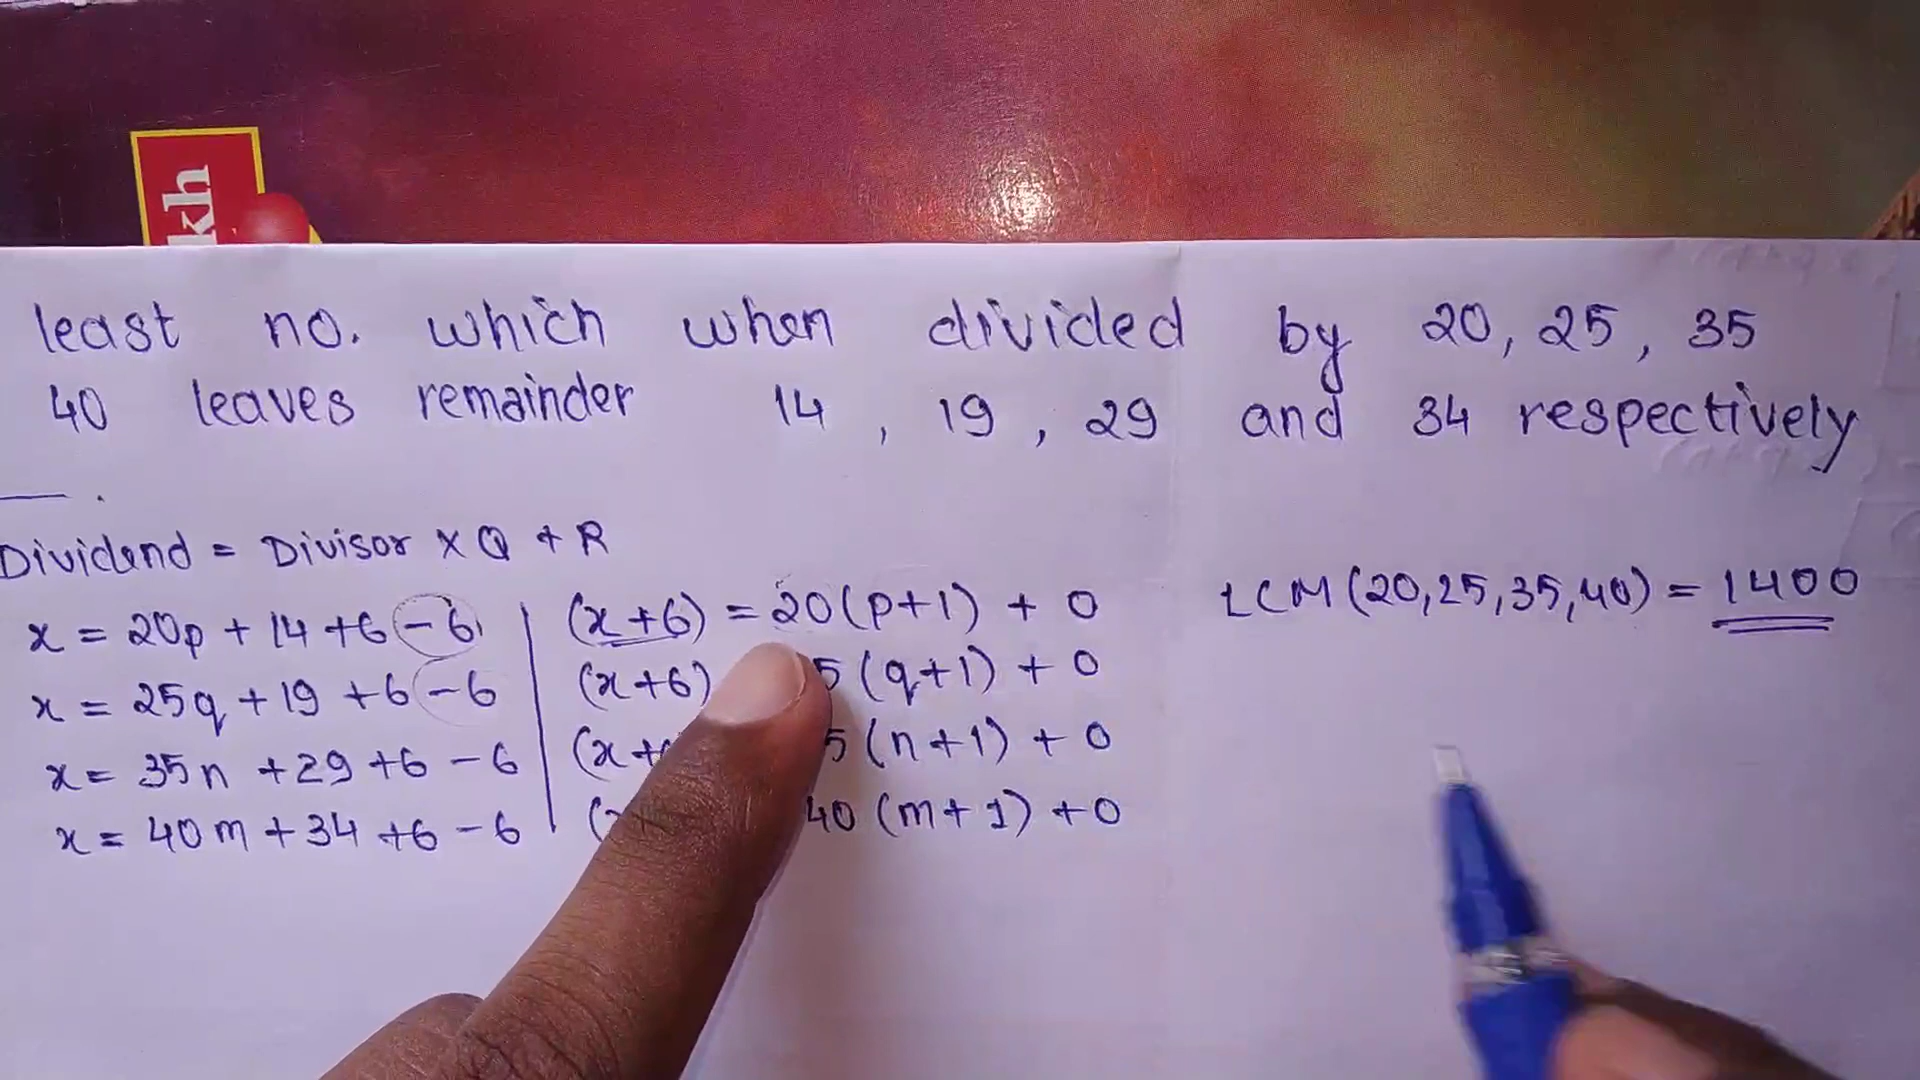 kh
least no. which when divided by 20, 25, 35
40 leaves remainder 14, 19, 29 and 34 respectively
__ .
Dividend = Divisor x Q + R
x = 20p + 14 + 6 - 6
x = 25q + 19 + 6 - 6
x = 35n + 29 + 6 - 6
x = 40m + 34 + 6 - 6
(x+6) = 20(p+1) + 0
(x+6) 5(q+1) + 0
(x+ 5(n+1) + 0
( 40(m+1) + 0
LCM(20,25,35,40) = 1400